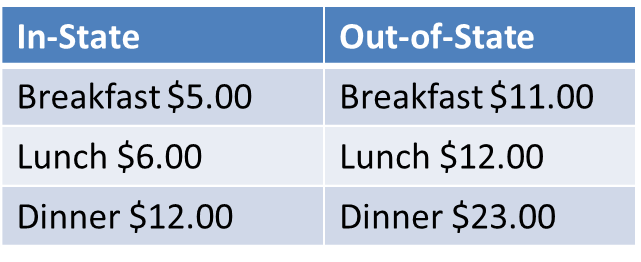 In-State Out-of-State
Breakfast $5.00 Breakfast $11.00
Lunch $6.00 Lunch $12.00
Dinner $12.00 Dinner $23.00